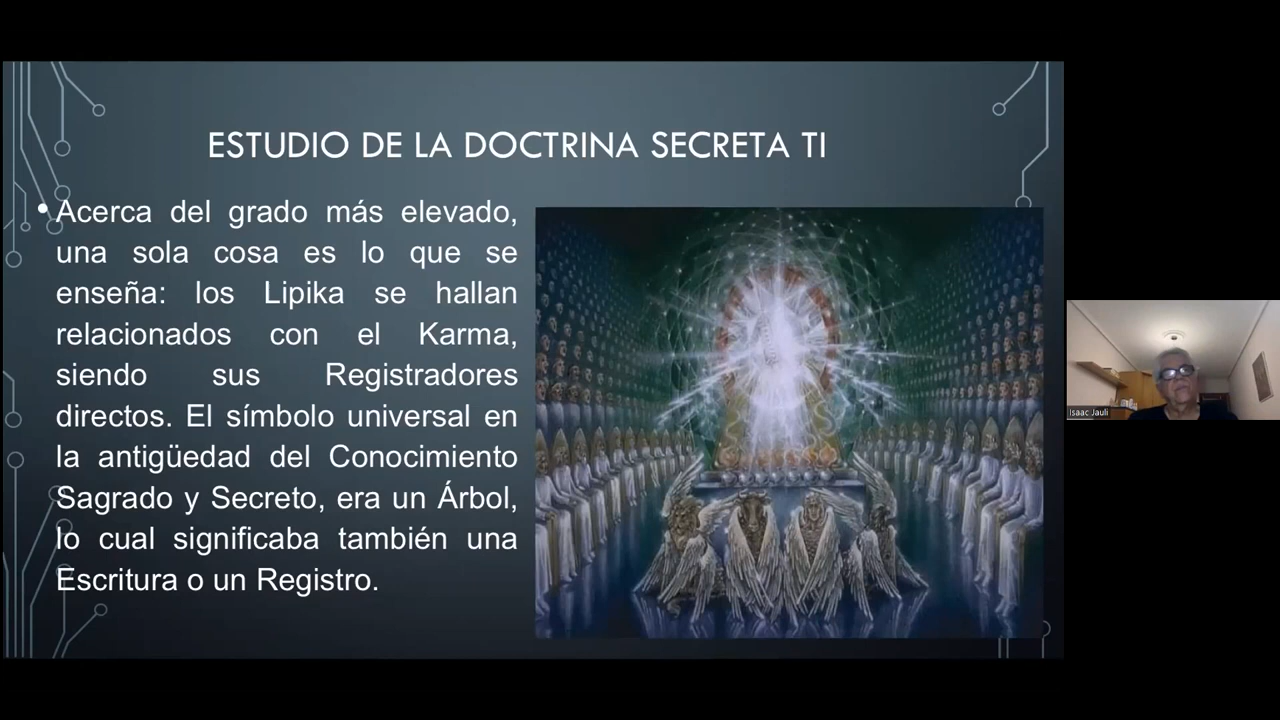 ESTUDIO DE LA DOCTRINA SECRETA TI
• Acerca del grado más elevado,
una sola cosa es lo que se
enseña: los Lipika se hallan
relacionados con el Karma,
siendo sus Registradores
directos. El símbolo universal en
la antigüedad del Conocimiento
Sagrado y Secreto, era un Árbol,
lo cual significaba también una
Escritura o un Registro.
Isaac Jauli